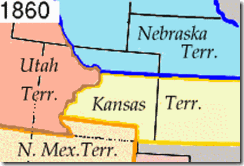 1860
Nebraska
Terr.
Utah
Terr.
Kansas Terr.
N. Mex. Terr.